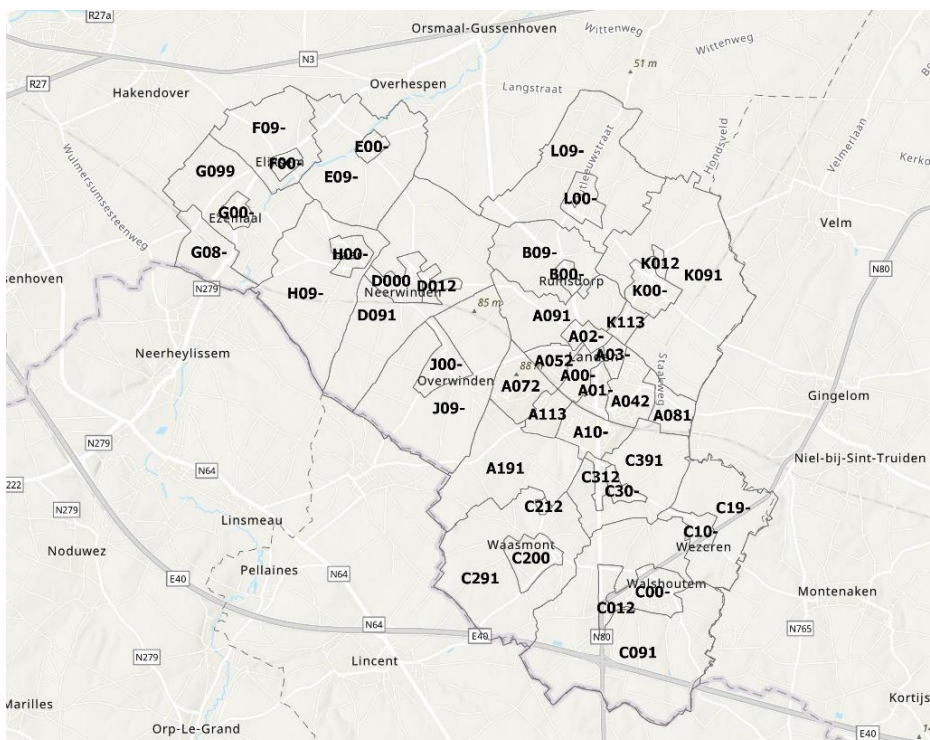 R27a
Orsmaal-Gussenhoven
Wittenweg
Wittenweg
N3
51 m
R27
Hakendover
Overhespen
Langstraat
Hondsveld
Velmerlaan
F09-
E00-
L09-
Wulmersumsesteenweg
G099
F00-
E09-
L00-
G00-
Ezemaal
Velm
G08-
H00-
B09-
K012
K091
N80
N279
B00-
Rumsdorp
K00-
D000
D012
Neerwinden
H09-
85 m
D091
A091
K113
A02-
Neerheylissem
Landen
A03-
J00-
A052
88 m
A00-
Overwinden
A072
A01-
A042
Gingelom
J09-
A113
A081
A10-
N279
N64
A191
C391
Niel-bij-Sint-Truiden
222
C312
C30-
N279
C212
C19-
Linsmeau
C10-
Noduwez
Waasmont
Wezeren
C200
Pellaines
N64
E40
C291
Walshoutem
C00-
Montenaken
C012
N64
E40
N80
N765
N279
Lincent
C091
Marilles
Kortijs
Orp-Le-Grand
E40